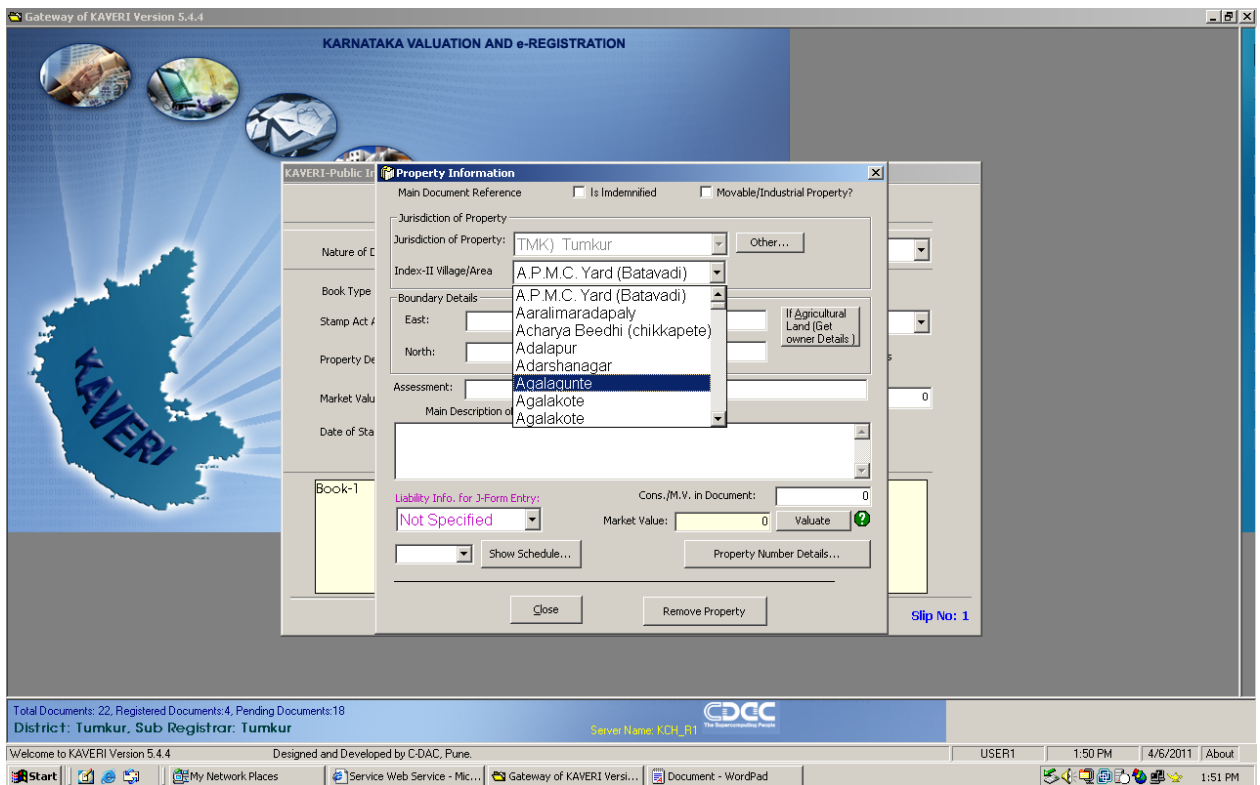 Gateway of KAVERI Version 5.4.4
KARNATAKA VALUATION AND e-REGISTRATION
KAVERI-Public In
Property Information
Main Document Reference
Is Imdemnified
Movable/Industrial Property?
Jurisdiction of Property
Jurisdiction of Property:
TMK) Tumkur
Other...
Nature of D
Index-II Village/Area
A.P.M.C. Yard (Batavadi)
Book Type
A.P.M.C. Yard (Batavadi)
Aaralimaradapaly
Acharya Beedhi (chikkapete)
Adalapur
Adarshanagar
Agalagunte
Agalakote
Agalakote
Boundary Details
Stamp Act A
East:
If Agricultural
Land (Get
owner Details )
North:
Property De
s
Assessment:
Market Valu
0
Main Description of
Date of Sta
KAVERI
Book-1
Liability Info. for J-Form Entry:
Cons./M.V. in Document:
0
Not Specified
Market Value:
0
Valuate
?
Show Schedule...
Property Number Details...
Close
Remove Property
Slip No: 1
Total Documents: 22, Registered Documents:4, Pending Documents:18
District: Tumkur, Sub Registrar: Tumkur
Server Name: KCH_R1
CDAC
The Supercomputing People
Welcome to KAVERI Version 5.4.4
Designed and Developed by C-DAC, Pune.
USER1
1:50 PM
4/6/2011
About
Start
My Network Places
Service Web Service - Mic...
Gateway of KAVERI Versi...
Document - WordPad
1:51 PM